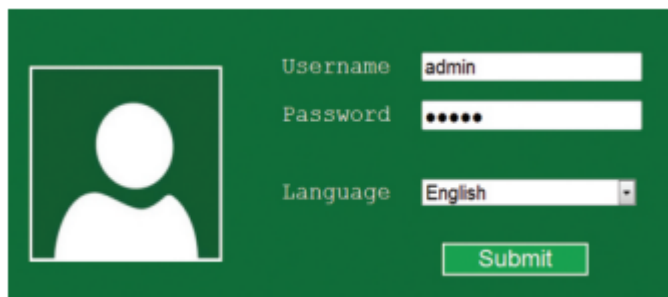 Username admin
Password •••••
Language English
Submit